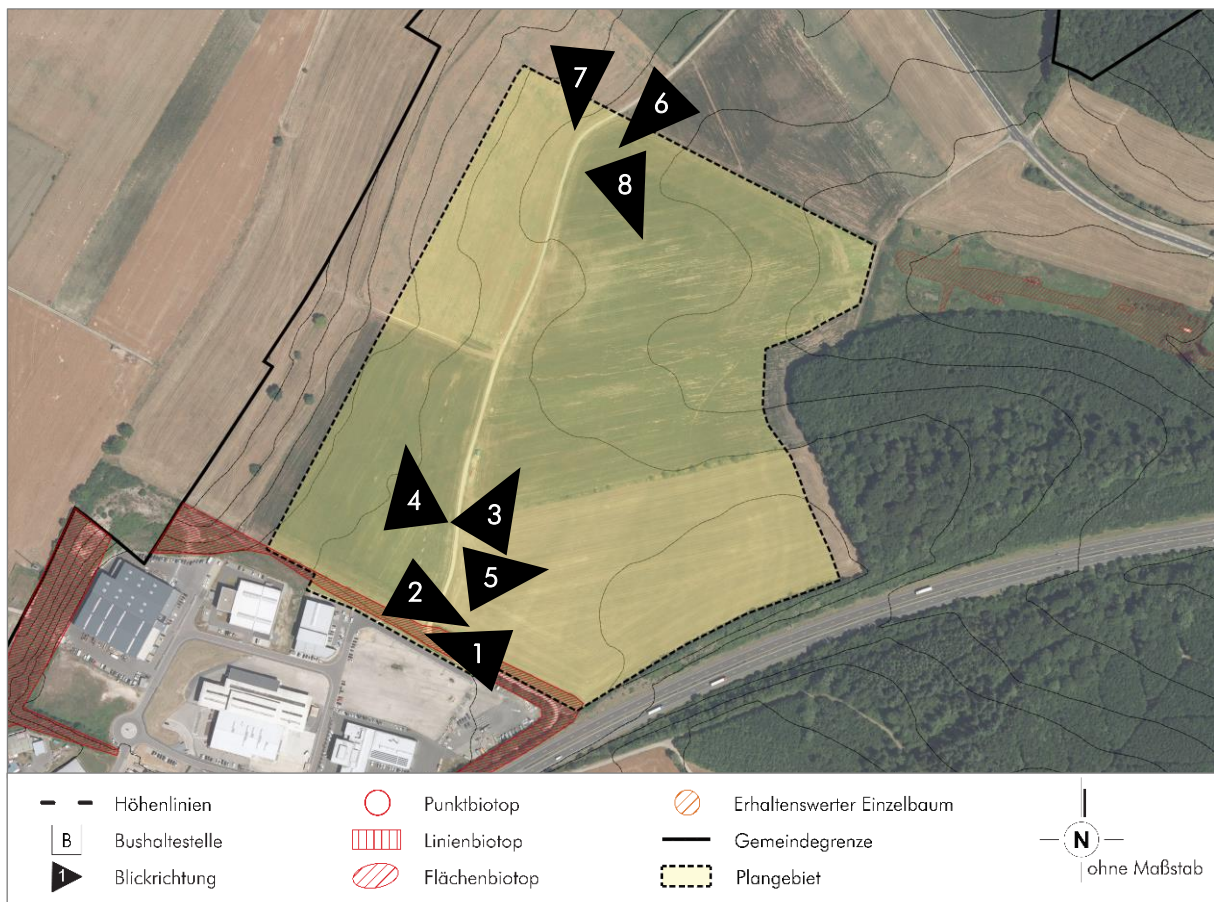 7
6
8
4
3
5
2
1
Höhenlinien
B Bushaltestelle
1 Blickrichtung
Punktbiotop
Linienbiotop
Flächenbiotop
Erhaltenswerter Einzelbaum
Gemeindegrenze
Plangebiet
N
ohne Maßstab